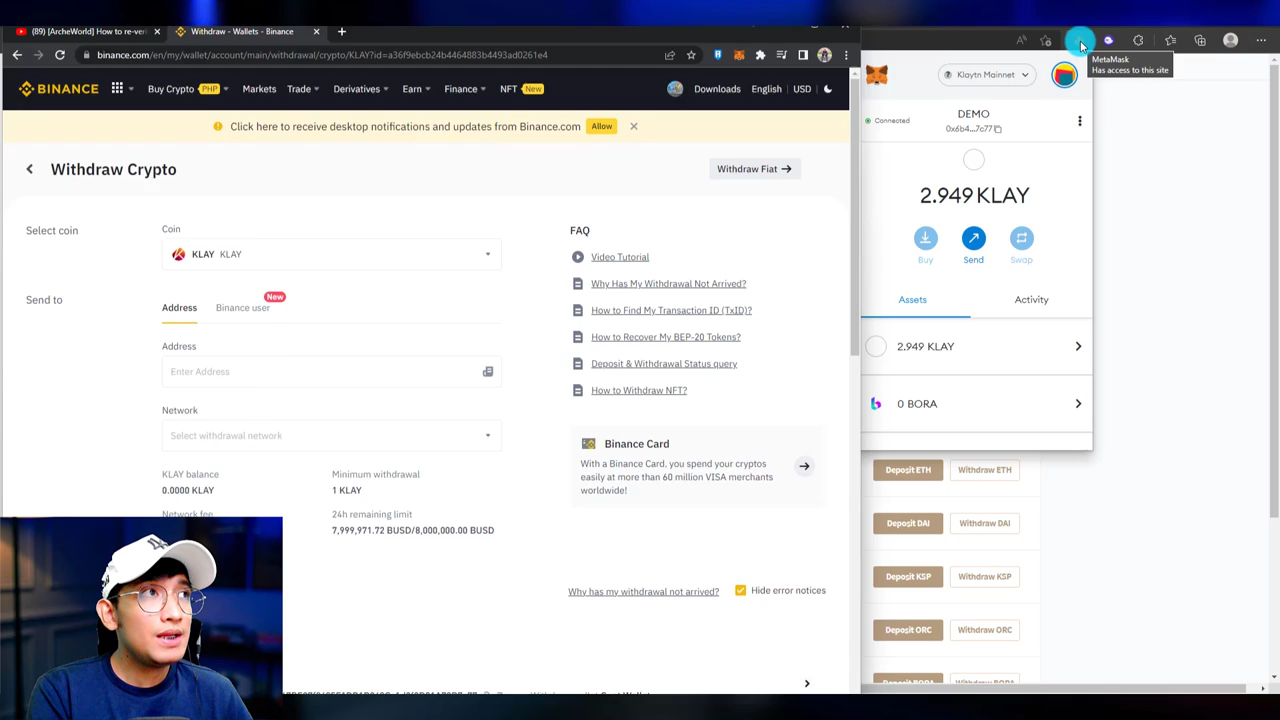 (89) [ArcheWorld] How to re-ver
Withdraw - Wallets - Binance
binance.com/en/my/wallet/account/main/withdrawal/crypto/KLAY?id=a36f9ebcb24b4464883b4493ad0261e4
BINANCE
Buy Crypto PHP
Markets
Trade
Derivatives
Earn
Finance
NFT New
Downloads
English
USD
Click here to receive desktop notifications and updates from Binance.com
Allow
Withdraw Crypto
Withdraw Fiat
Select coin
Coin
KLAY KLAY
Send to
Address
Binance user
New
Address
Enter Address
Network
Select withdrawal network
KLAY balance
0.0000 KLAY
Minimum withdrawal
1 KLAY
Network fee
24h remaining limit
7,999,971.72 BUSD/8,000,000.00 BUSD
FAQ
Video Tutorial
Why Has My Withdrawal Not Arrived?
How to Find My Transaction ID (TxID)?
How to Recover My BEP-20 Tokens?
Deposit & Withdrawal Status query
How to Withdraw NFT?
Binance Card
With a Binance Card, you spend your cryptos
easily at more than 60 million VISA merchants
worldwide!
Why has my withdrawal not arrived?
Hide error notices
MetaMask
Has access to this site
Klaytn Mainnet
Connected
DEMO
0x6b4...7c77
2.949 KLAY
Buy
Send
Swap
Assets
Activity
2.949 KLAY
0 BORA
Deposit ETH
Withdraw ETH
Deposit DAI
Withdraw DAI
Deposit KSP
Withdraw KSP
Deposit ORC
Withdraw ORC
Deposit BORA
Withdraw BORA